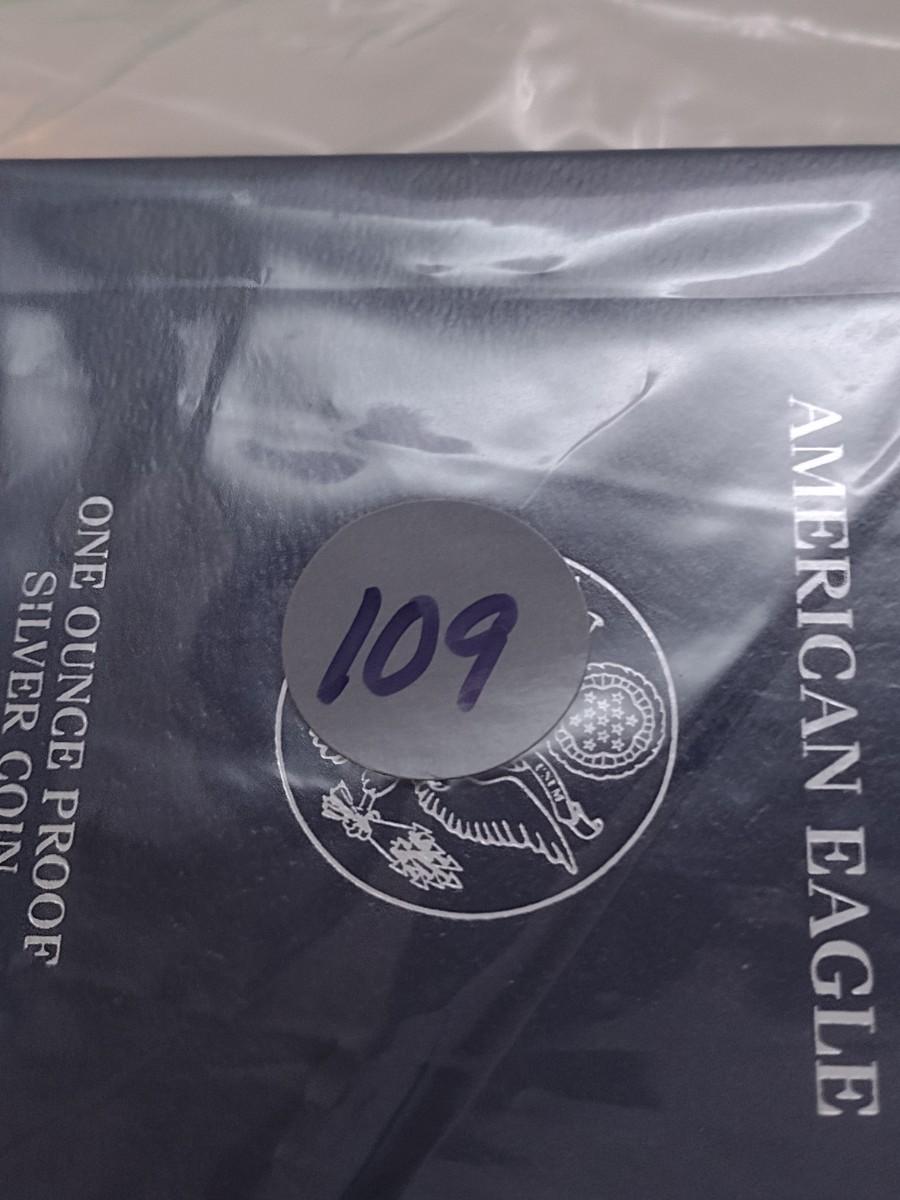 AMERICAN EAGLE
109
ONE OUNCE PROOF
SILVER COIN